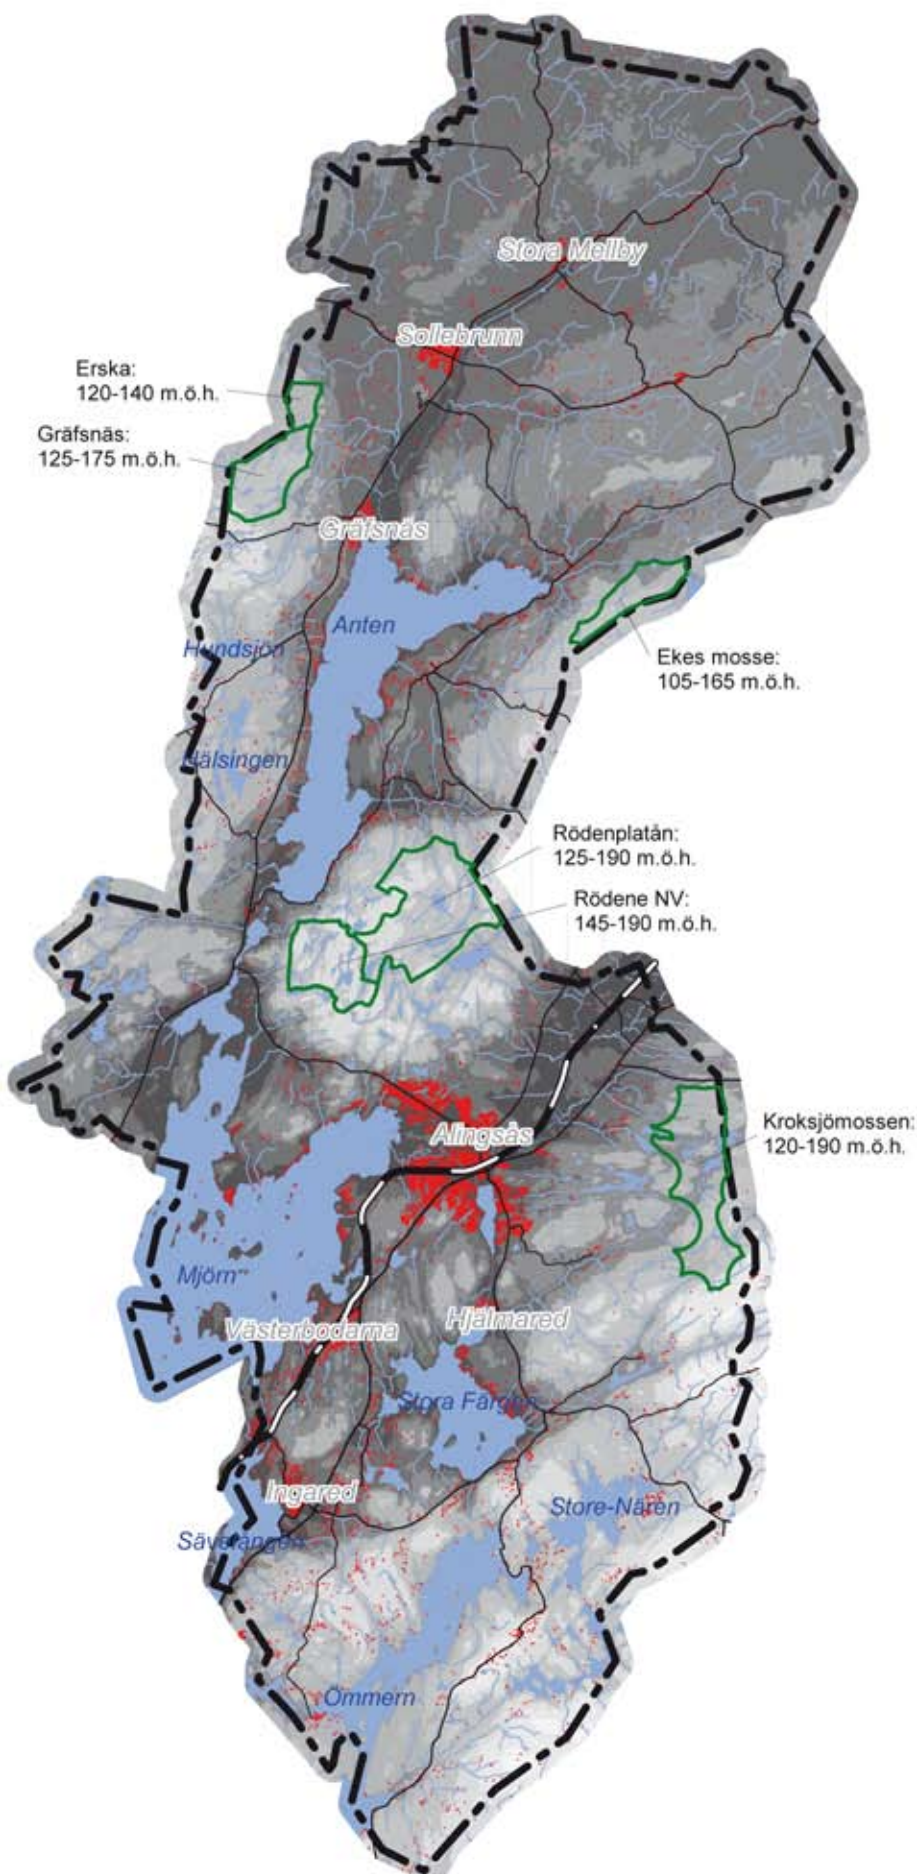 Stora Mellby
Sollebrunn
Erska:
120-140 m.ö.h.
Gräfsnäs:
125-175 m.ö.h.
Gräfsnäs
Anten
Hundsjön
Ekes mosse:
105-165 m.ö.h.
Hälsingen
Rödenplatån:
125-190 m.ö.h.
Rödene NV:
145-190 m.ö.h.
Alingsås
Kroksjömossen:
120-190 m.ö.h.
Mjörn
Västerbodarna
Hjälmared
Stora Färgen
Ingared
Store-Nären
Sävelången
Ömmern